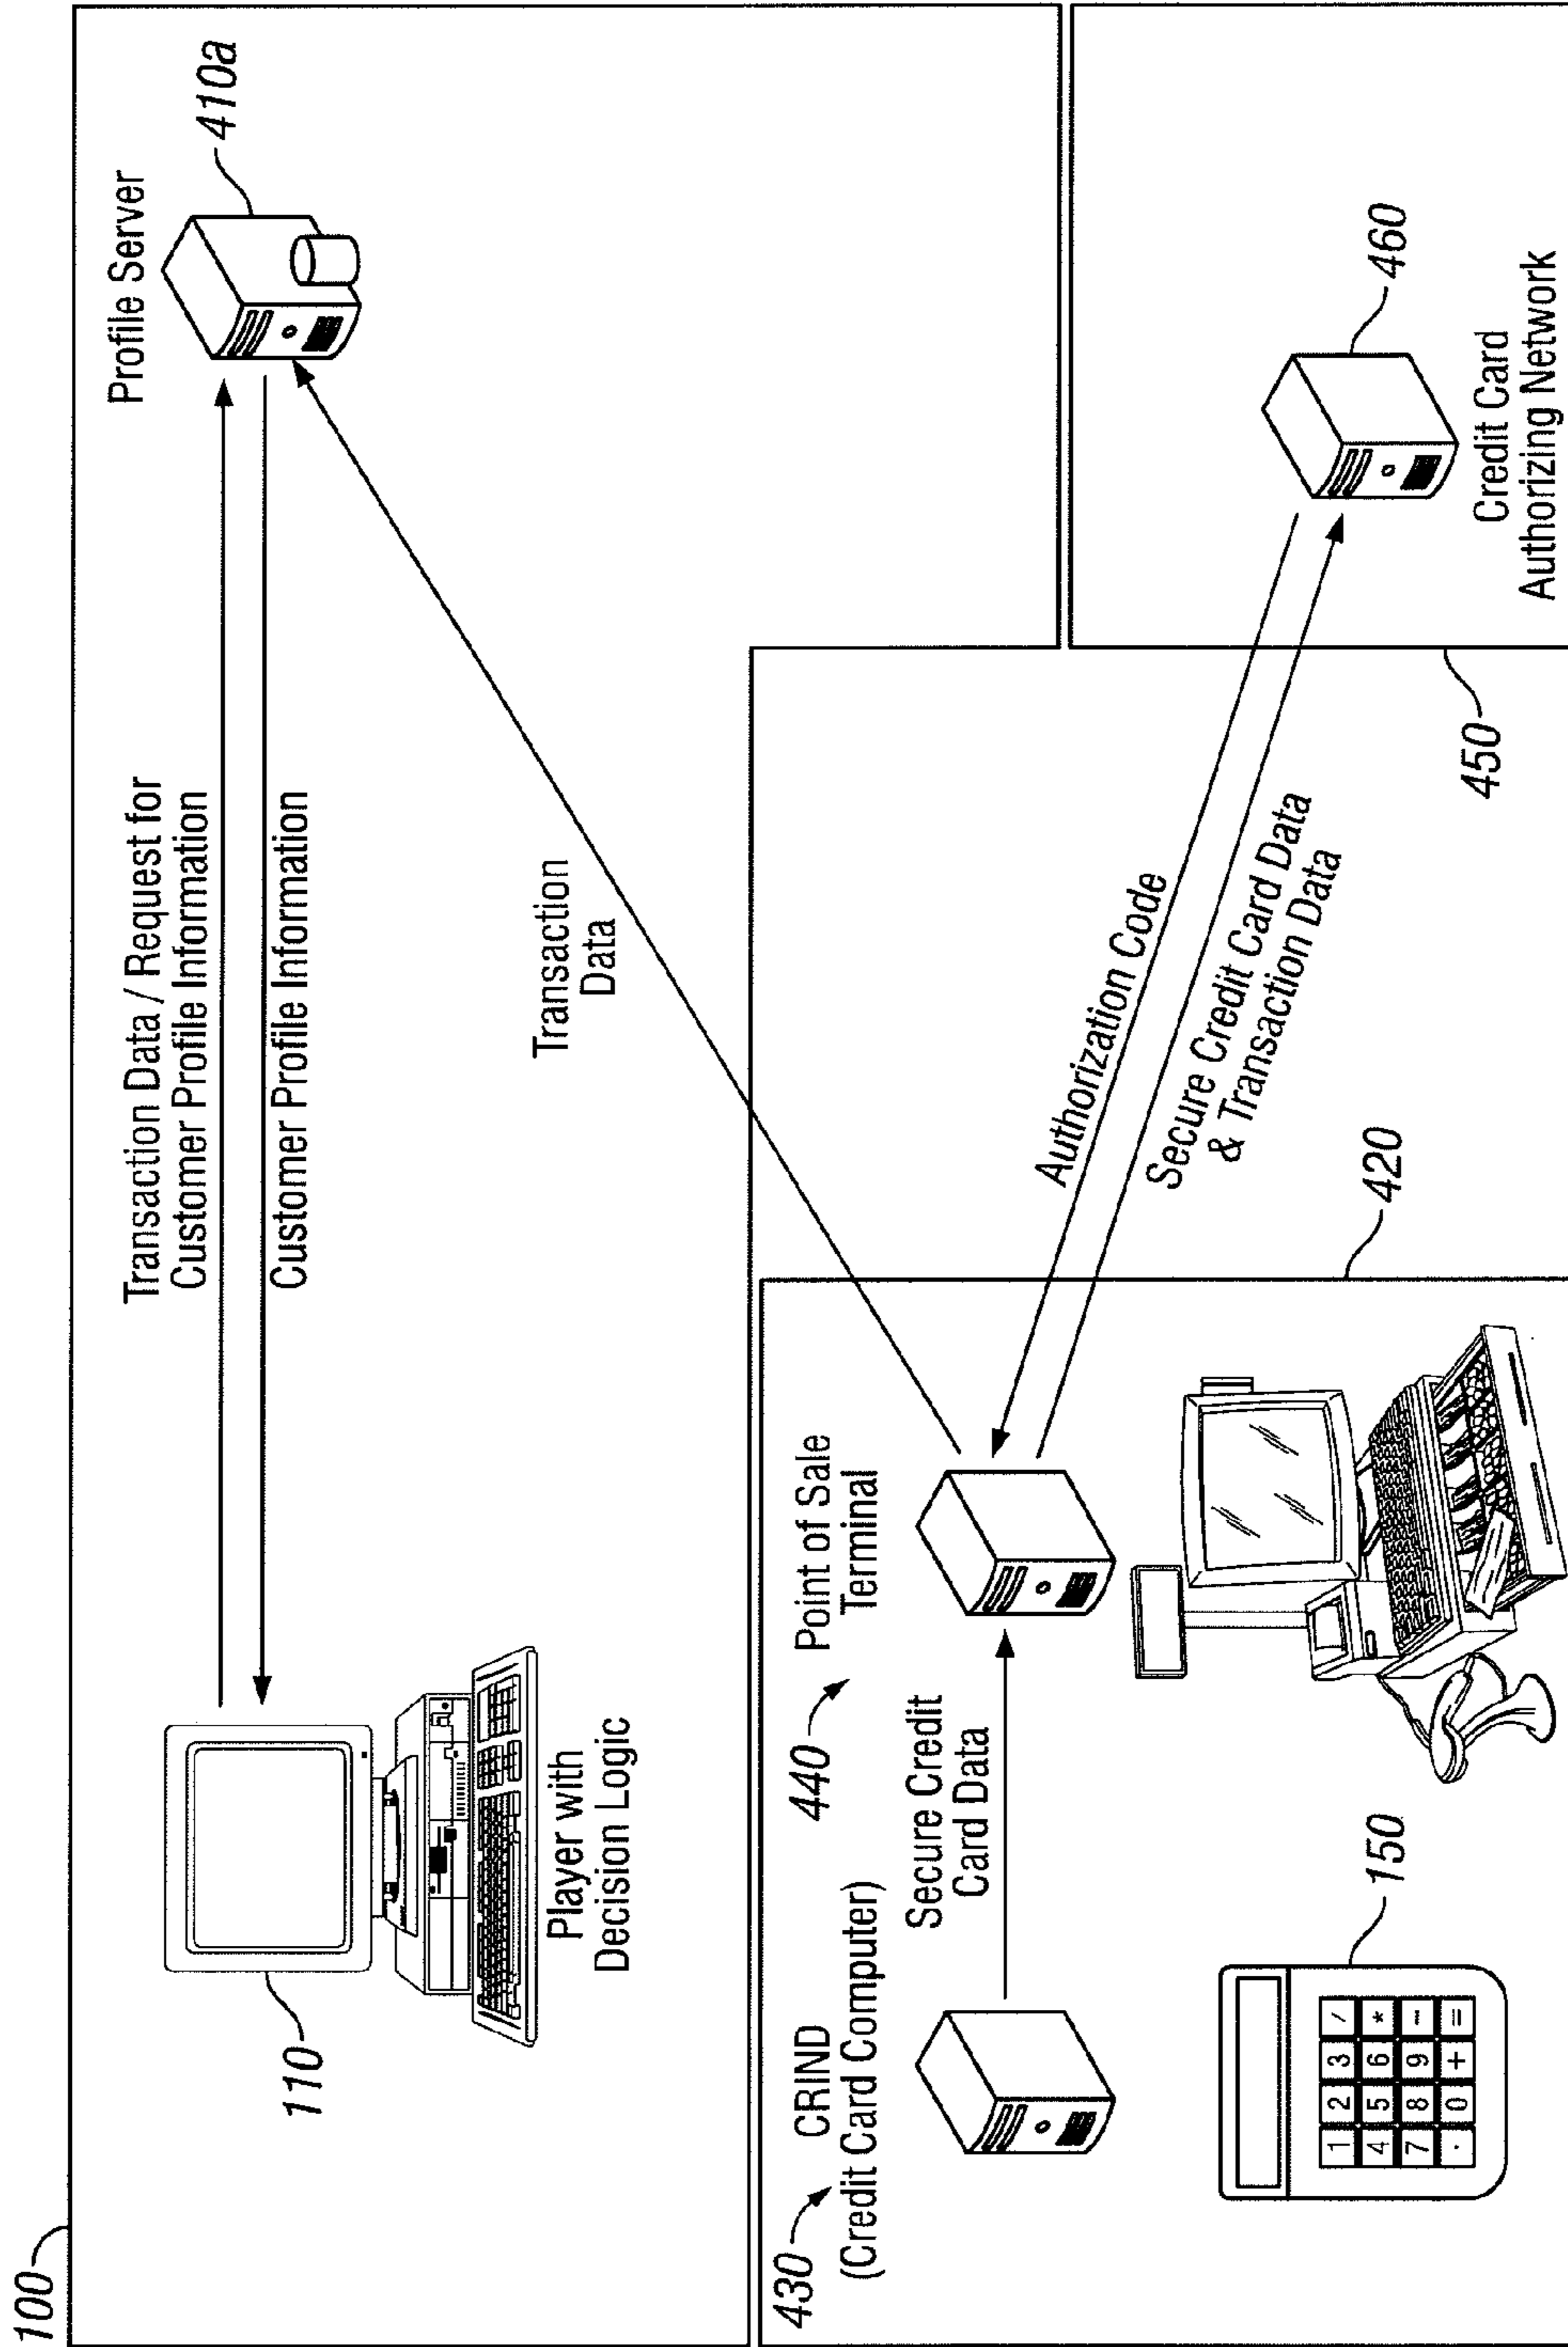 100
Transaction Data / Request for
Customer Profile Information
Customer Profile Information
Profile Server
410a
110
Player with
Decision Logic
Transaction
Data
430
CRIND
(Credit Card Computer)
440
Point of Sale
Terminal
Secure Credit
Card Data
150
1 2 3 /
4 5 6 *
7 8 9 -
. 0 + =
420
Authorization Code
Secure Credit Card Data
& Transaction Data
450
460
Credit Card
Authorizing Network